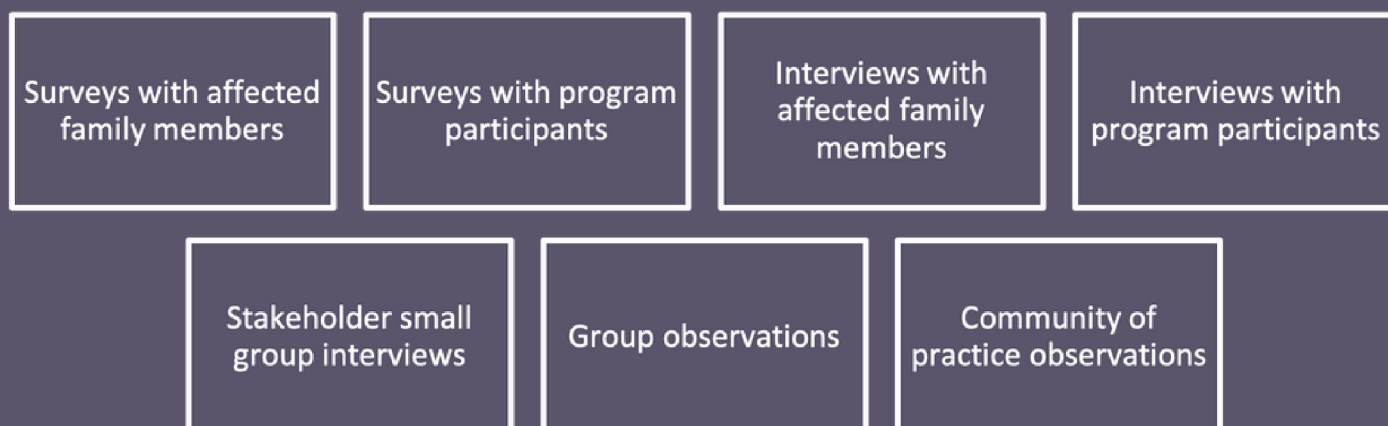 Surveys with affected
family members
Surveys with program
participants
Interviews with
affected family
members
Interviews with
program participants
Stakeholder small
group interviews
Group observations
Community of
practice observations